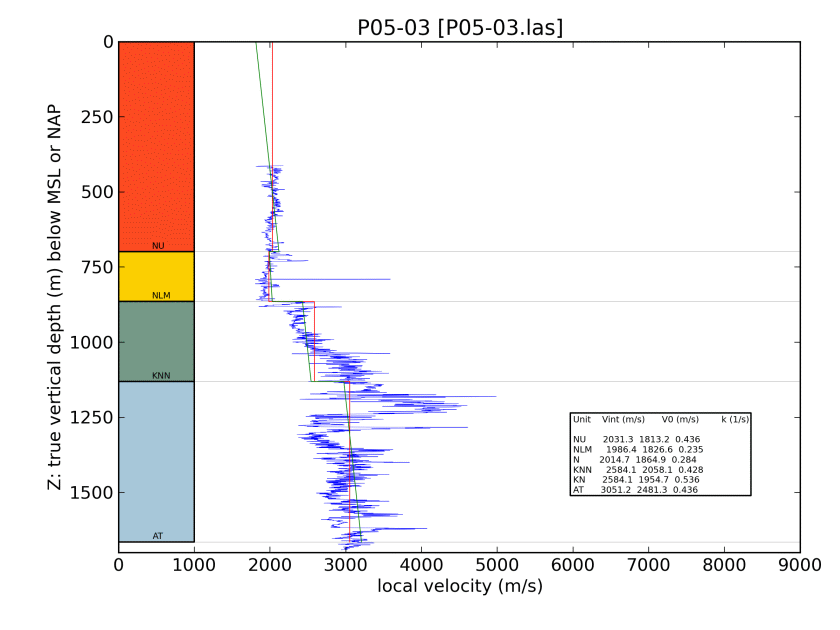 P05-03 [P05-03.las]
0
250
500
750
1000
1250
1500
Z: true vertical depth (m) below MSL or NAP
NU
NLM
KNN
AT
Unit Vint (m/s) V0 (m/s) k (1/s)
NU 2031.3 1813.2 0.436
NLM 1986.4 1826.6 0.235
N 2014.7 1864.9 0.284
KNN 2584.1 2058.1 0.428
KN 2584.1 1954.7 0.536
AT 3051.2 2481.3 0.436
0 1000 2000 3000 4000 5000 6000 7000 8000 9000
local velocity (m/s)